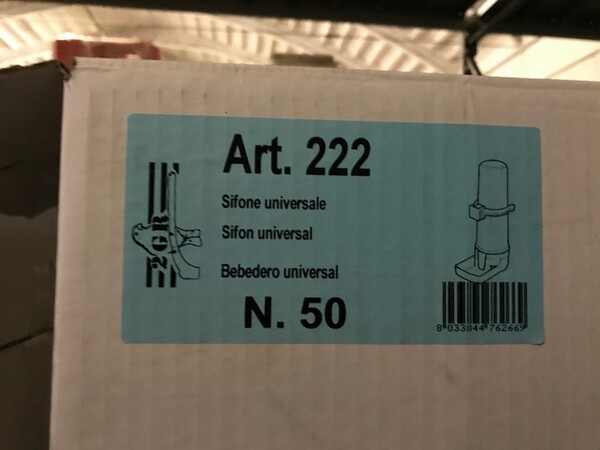 Art. 222
Sifone universale
Sifon universal
Bebedero universal
N. 50
2GR
8 033844 762669